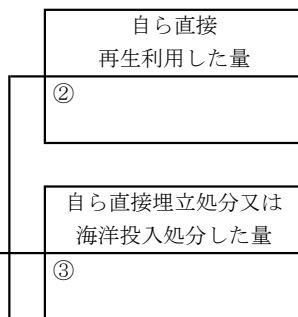 自ら直接
再生利用した量
②
自ら直接埋立処分又は
海洋投入処分した量
③